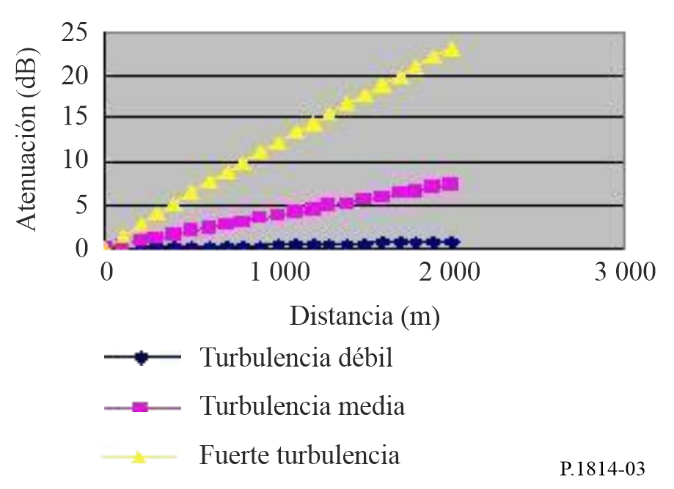 25
20
15
10
5
0
Atenuación (dB)
0 1 000 2 000 3 000
Distancia (m)
Turbulencia débil
Turbulencia media
Fuerte turbulencia
P.1814-03